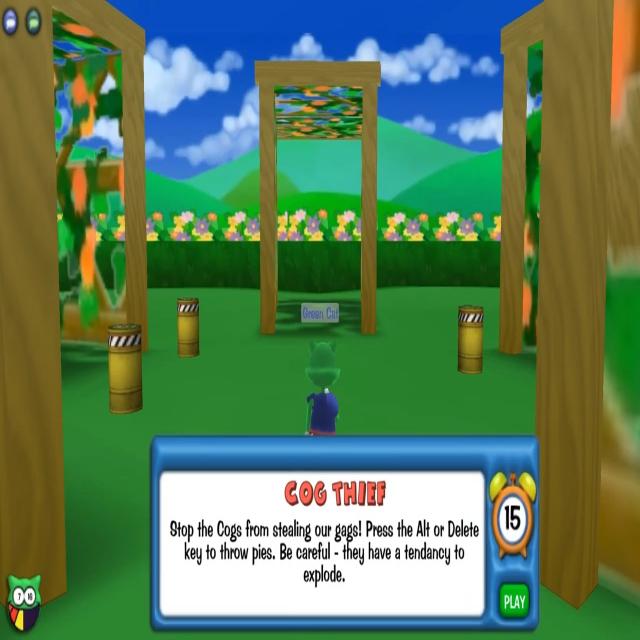 Green Cat
COG THIEF
Stop the Cogs from stealing our gags! Press the Alt or Delete
key to throw pies. Be careful - they have a tendancy to
explode.
15
PLAY